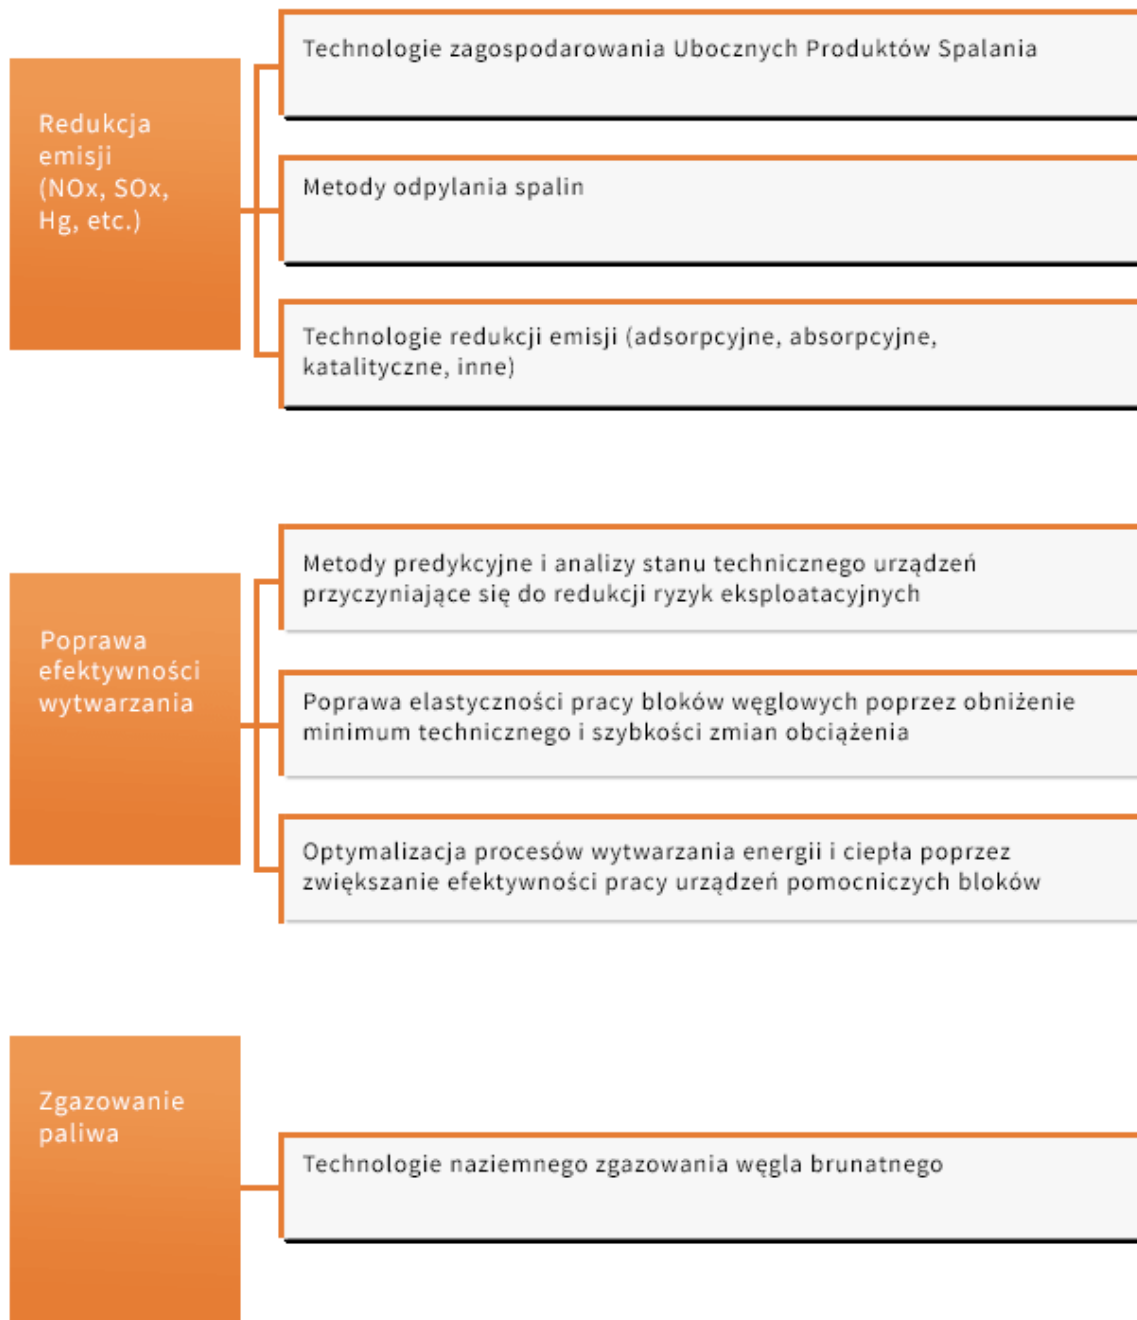 Redukcja
emisji
(NOx, SOx,
Hg, etc.)
Technologie zagospodarowania Ubocznych Produktów Spalania
Metody odpylania spalin
Technologie redukcji emisji (adsorpcyjne, absorpcyjne,
katalityczne, inne)
Poprawa
efektywności
wytwarzania
Metody predykcyjne i analizy stanu technicznego urządzeń
przyczyniające się do redukcji ryzyk eksploatacyjnych
Poprawa elastyczności pracy bloków węglowych poprzez obniżenie
minimum technicznego i szybkości zmian obciążenia
Optymalizacja procesów wytwarzania energii i ciepła poprzez
zwiększanie efektywności pracy urządzeń pomocniczych bloków
Zgazowanie
paliwa
Technologie naziemnego zgazowania węgla brunatnego